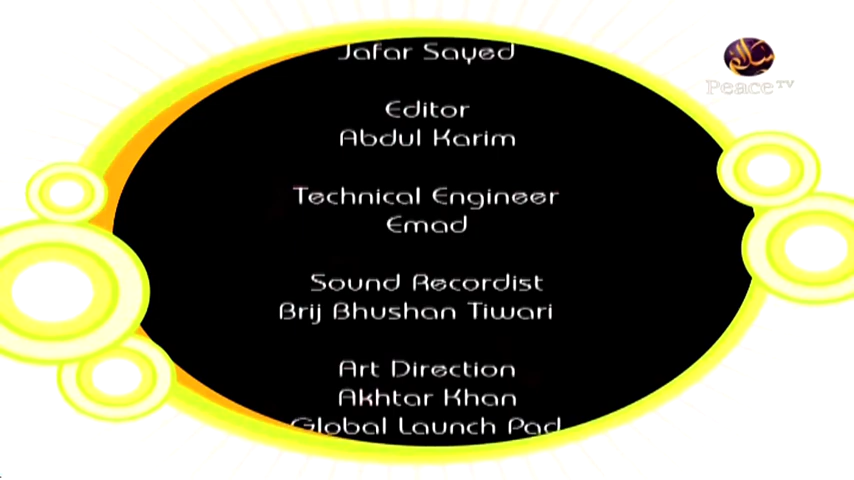 Jafar Sayed
سلام
Peace TV
Editor
Abdul Karim
Technical Engineer
Emad
Sound Recordist
Brij Bhushan Tiwari
Art Direction
Akhtar Khan
Global Launch Pad